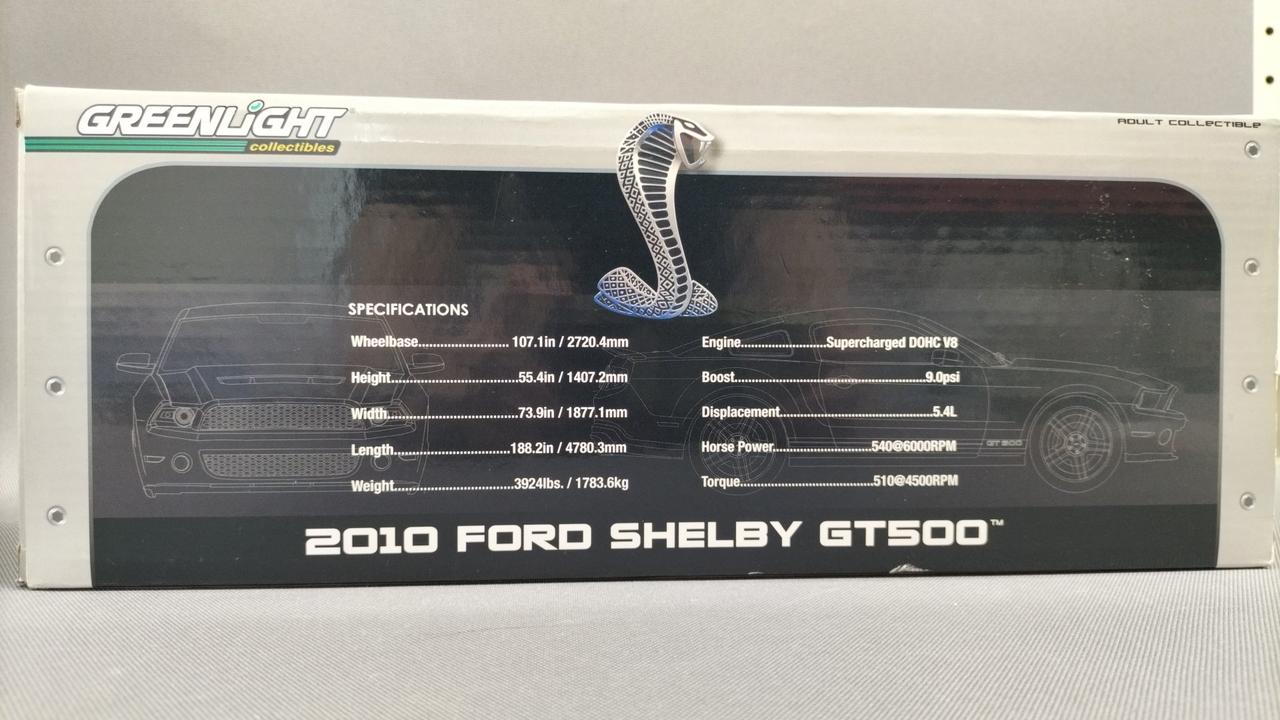 GREENLiGHT
collectibles
ADULT COLLECTIBLE
SPECIFICATIONS
Wheelbase...................... 107.1in / 2720.4mm
Height................................55.4in / 1407.2mm
Width.................................73.9in / 1877.1mm
Length............................188.2in / 4780.3mm
Weight..............................3924lbs. / 1783.6kg
Engine.....................Supercharged DOHC V8
Boost................................................9.0psi
Displacement......................................5.4L
Horse Power.........................540@6000RPM
Torque.................................510@4500RPM
GT 500
2010 FORD SHELBY GT500™